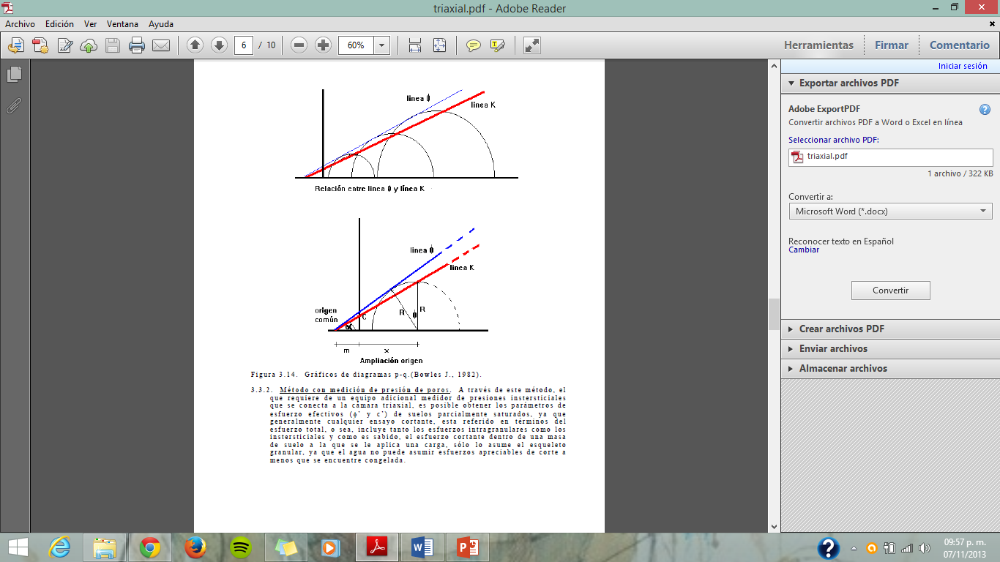 triaxial.pdf - Adobe Reader
Archivo Edición Ver Ventana Ayuda
6 / 10 60% Herramientas Firmar Comentario
Iniciar sesión
Exportar archivos PDF
Adobe ExportPDF
Convertir archivos PDF a Word o Excel en línea
Seleccionar archivo PDF:
triaxial.pdf
1 archivo / 322 KB
Convertir a:
Microsoft Word (*.docx)
Reconocer texto en Español
Cambiar
Convertir
Crear archivos PDF
Enviar archivos
Almacenar archivos
linea ϕ
linea K
Relación entre linea ϕ y línea K
linea ϕ
linea K
origen
común
α
C
R
ϕ
R
m x
Ampliación origen
Figura 3.14. Gráficos de diagramas p-q.(Bowles J., 1982).
3.3.2. Método con medición de presión de poros. A través de este método, el
que requiere de un equipo adicional medidor de presiones instersticiales
que se conecta a la cámara triaxial, es posible obtener los parámetros de
esfuerzo efectivos (ϕ' y c') de suelos parcialmente saturados, ya que
generalmente cualquier ensayo cortante, esta referido en términos del
esfuerzo total, o sea, incluye tanto los esfuerzos intragranulares como los
instersticiales y como es sabido, el esfuerzo cortante dentro de una masa
de suelo a la que se le aplica una carga, sólo lo asume el esqueleto
granular, ya que el agua no puede asumir esfuerzos apreciables de corte a
menos que se encuentre congelada.
09:57 p. m.
07/11/2013